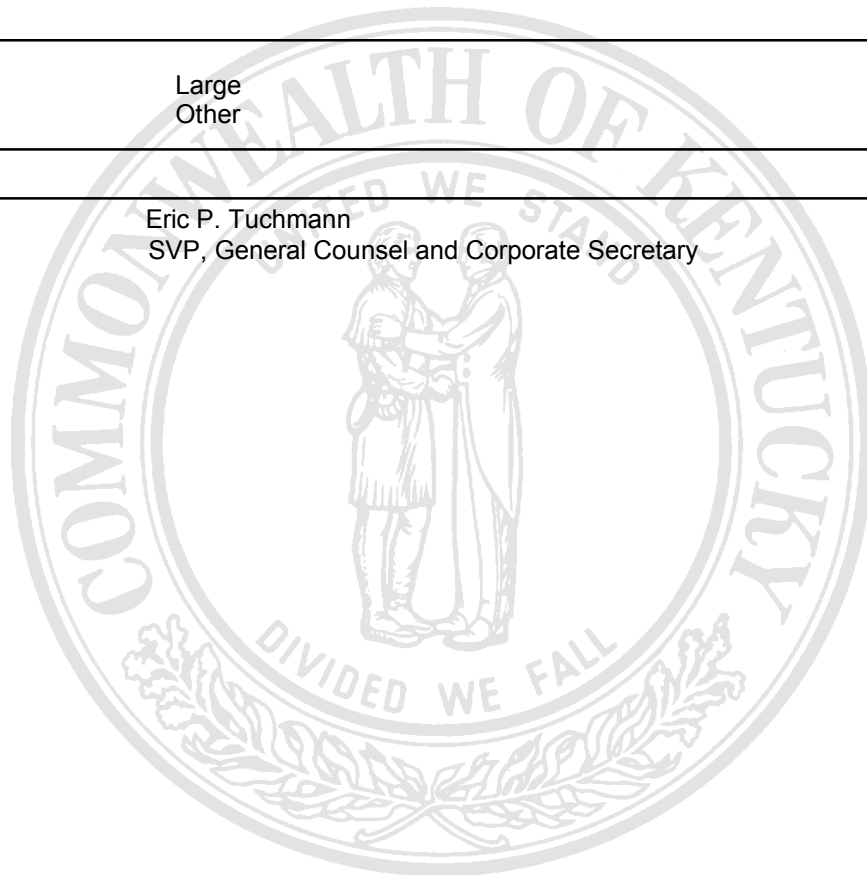 Large
Other
Eric P. Tuchmann
SVP, General Counsel and Corporate Secretary
COMMONWEALTH OF KENTUCKY
UNITED WE STAND
DIVIDED WE FALL